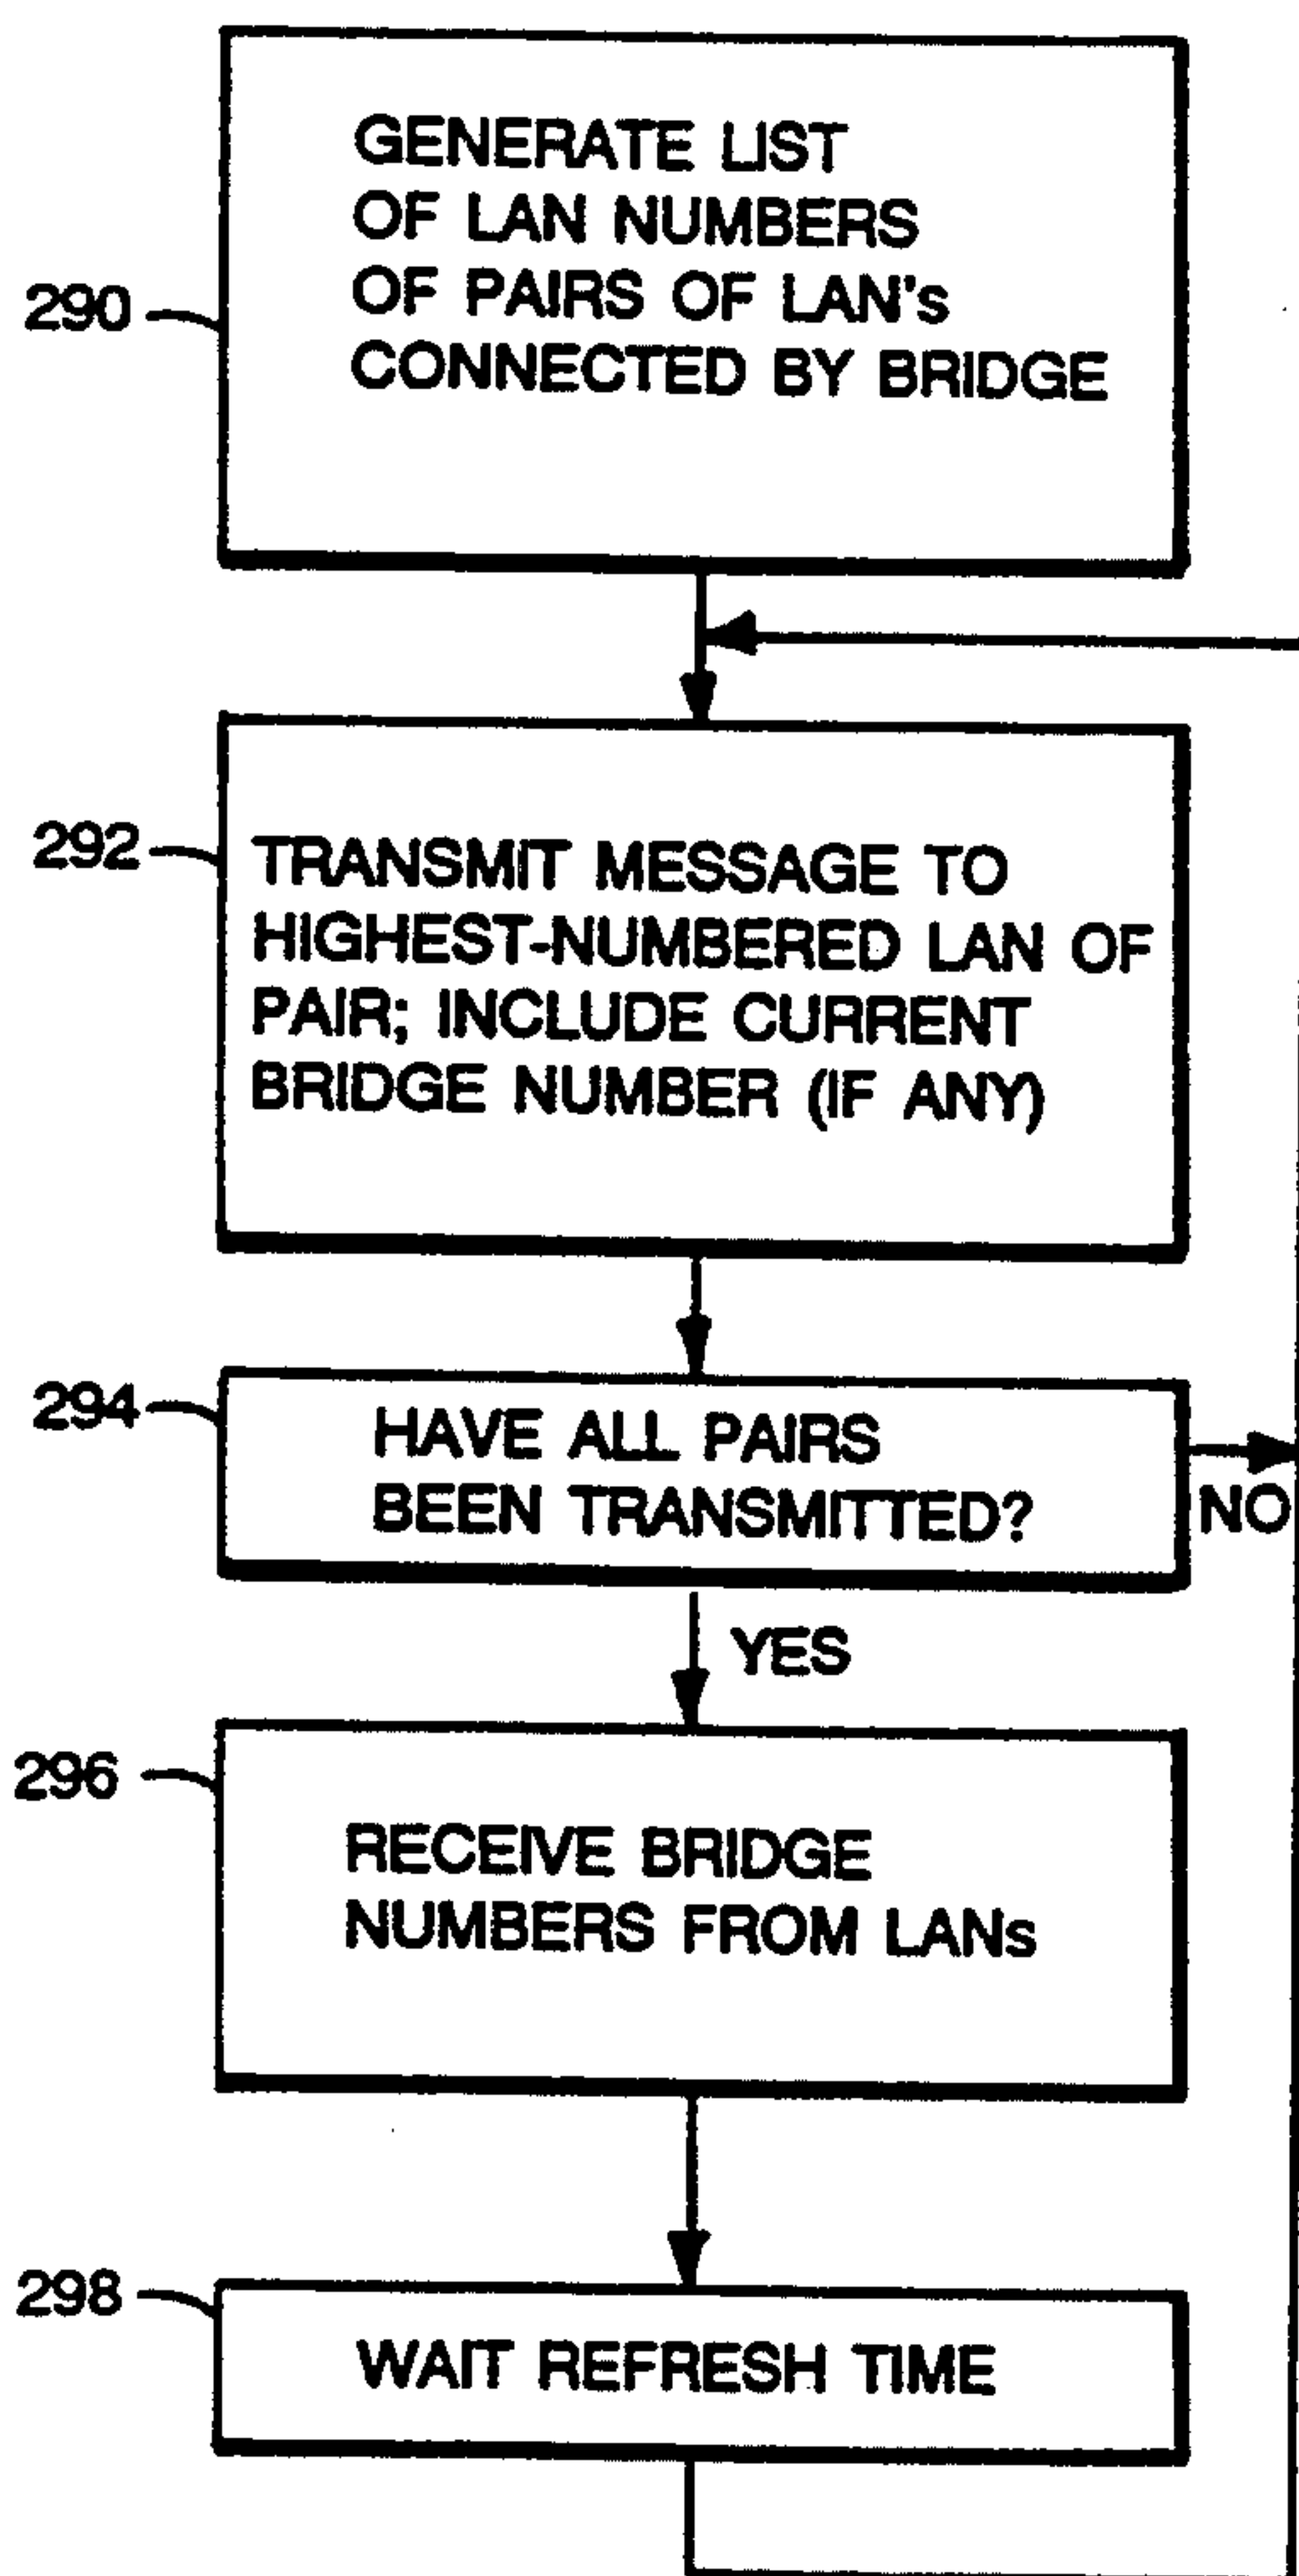 GENERATE LIST
OF LAN NUMBERS
OF PAIRS OF LAN's
CONNECTED BY BRIDGE
290
292
TRANSMIT MESSAGE TO
HIGHEST-NUMBERED LAN OF
PAIR; INCLUDE CURRENT
BRIDGE NUMBER (IF ANY)
294
HAVE ALL PAIRS
BEEN TRANSMITTED?
NO
YES
296
RECEIVE BRIDGE
NUMBERS FROM LANs
298
WAIT REFRESH TIME